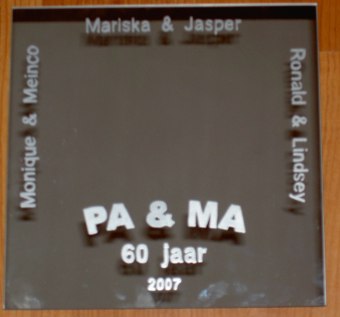 Mariska & Jasper
Monique & Meinco
Ronald & Lindsey
PA & MA
60 jaar
2007